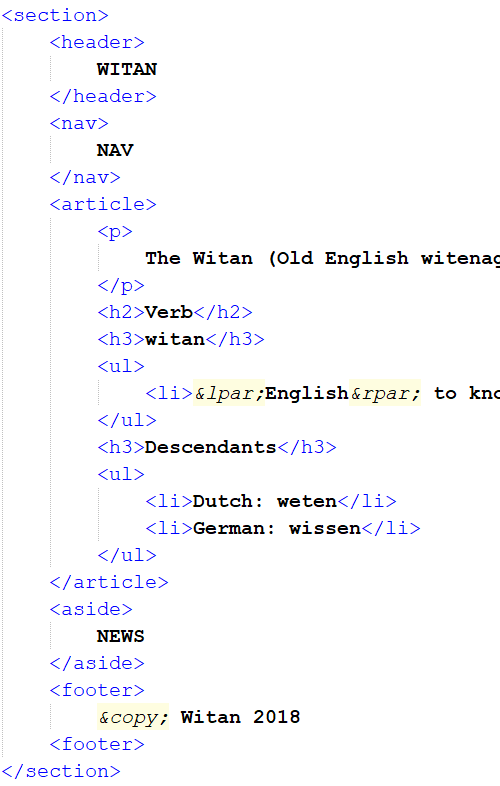 <section>
<header>
WITAN
</header>
<nav>
NAV
</nav>
<article>
<p>
The Witan (Old English
</p>
<h2>Verb</h2>
<h3>witan</h3>
<ul>
<li>&lpar;English&rpar; to
</ul>
<h3>Descendants</h3>
<ul>
<li>Dutch: weten</li>
<li>German: wissen</li>
</ul>
</article>
<aside>
NEWS
</aside>
<footer>
&copy; Witan 2018
<footer>
</section>